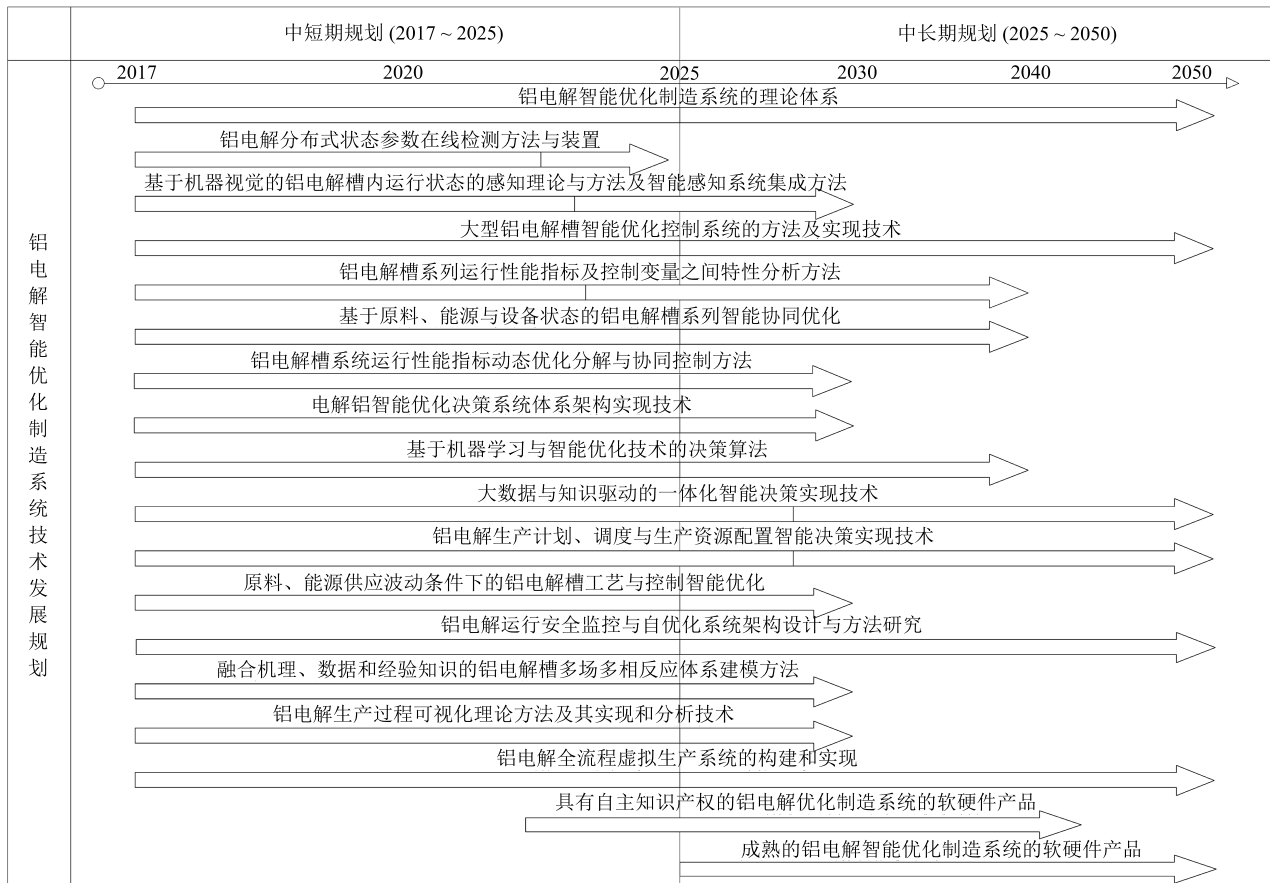 中短期规划 (2017 ~ 2025)
中长期规划 (2025 ~ 2050)
2017
2020
2025
2030
2040
2050
铝电解智能优化制造系统技术发展规划
铝电解智能优化制造系统的理论体系
铝电解分布式状态参数在线检测方法与装置
基于机器视觉的铝电解槽内运行状态的感知理论与方法及智能感知系统集成方法
大型铝电解槽智能优化控制系统的方法及实现技术
铝电解槽系列运行性能指标及控制变量之间特性分析方法
基于原料、能源与设备状态的铝电解槽系列智能协同优化
铝电解槽系统运行性能指标动态优化分解与协同控制方法
电解铝智能优化决策系统体系架构实现技术
基于机器学习与智能优化技术的决策算法
大数据与知识驱动的一体化智能决策实现技术
铝电解生产计划、调度与生产资源配置智能决策实现技术
原料、能源供应波动条件下的铝电解槽工艺与控制智能优化
铝电解运行安全监控与自优化系统架构设计与方法研究
融合机理、数据和经验知识的铝电解槽多场多相反应体系建模方法
铝电解生产过程可视化理论方法及其实现和分析技术
铝电解全流程虚拟生产系统的构建和实现
具有自主知识产权的铝电解优化制造系统的软硬件产品
成熟的铝电解智能优化制造系统的软硬件产品